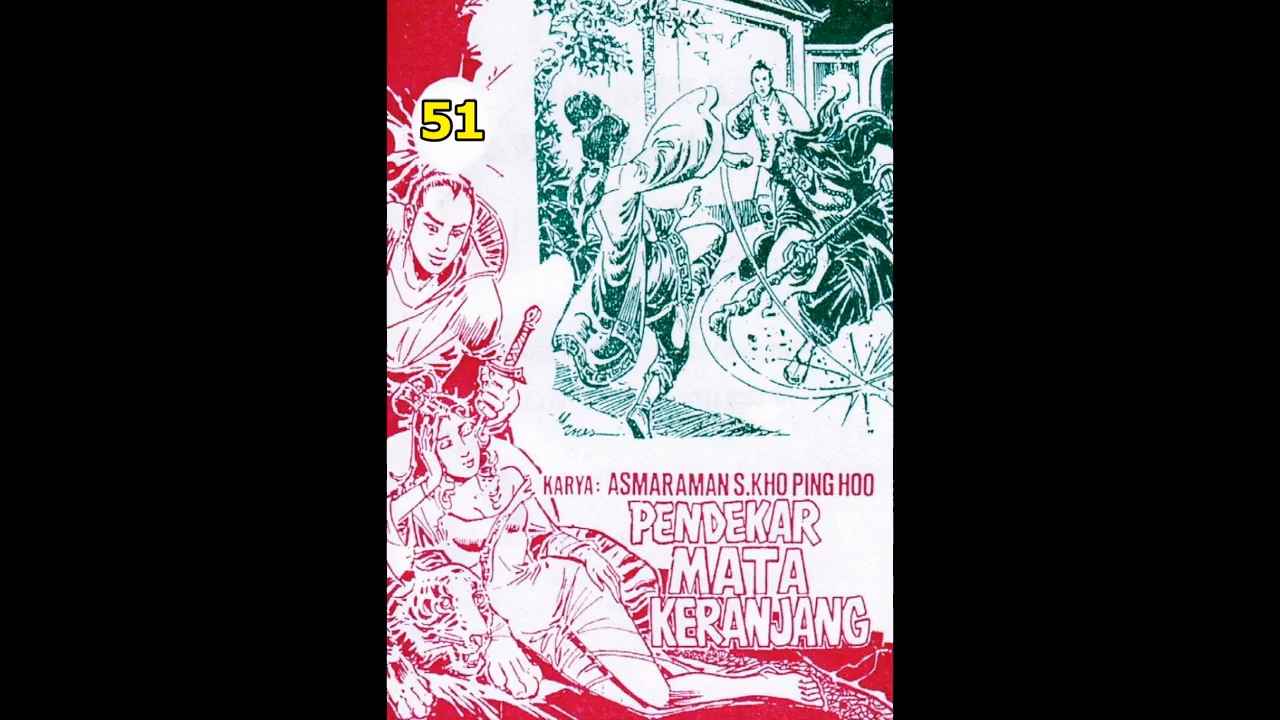 51
KARYA: ASMARAMAN S.KHO PING HOO
PENDEKAR
MATA
KERANJANG